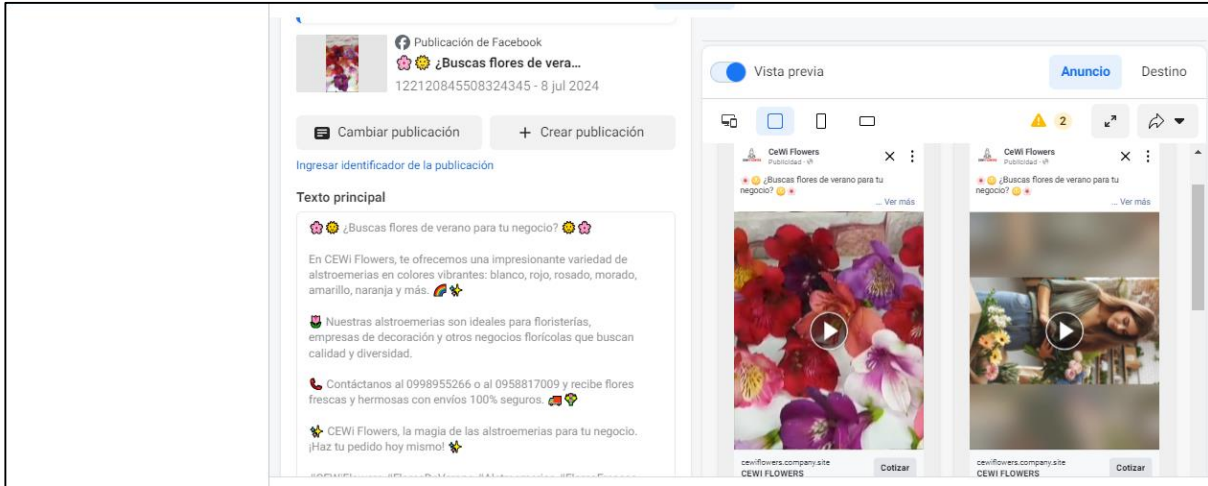 Publicación de Facebook
🌸🌞 ¿Buscas flores de vera...
122120845508324345 - 8 jul 2024
Cambiar publicación
+ Crear publicación
Ingresar identificador de la publicación
Texto principal
🌸🌞 ¿Buscas flores de verano para tu negocio? 🌞🌸
En CEWi Flowers, te ofrecemos una impresionante variedad de
alstroemerias en colores vibrantes: blanco, rojo, rosado, morado,
amarillo, naranja y más. 🌈✨
🌷 Nuestras alstroemerias son ideales para floristerías,
empresas de decoración y otros negocios florícolas que buscan
calidad y diversidad.
📞 Contáctanos al 0998955266 o al 0958817009 y recibe flores
frescas y hermosas con envíos 100% seguros. 🚚💐
✨ CEWi Flowers, la magia de las alstroemerias para tu negocio.
¡Haz tu pedido hoy mismo! ✨
Vista previa
Anuncio
Destino
2
CeWi Flowers
Publicidad
¿Buscas flores de verano para tu
negocio?
... Ver más
cewiflowers.company.site
CEWI FLOWERS
Cotizar
CeWi Flowers
Publicidad
¿Buscas flores de verano para tu
negocio?
... Ver más
cewiflowers.company.site
CEWI FLOWERS
Cotizar